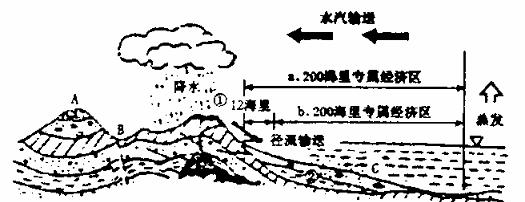 水汽输送
a.200海里专属经济区
降水
① 12海里
b.200海里专属经济区
蒸发
A
B
径流输送
C
②